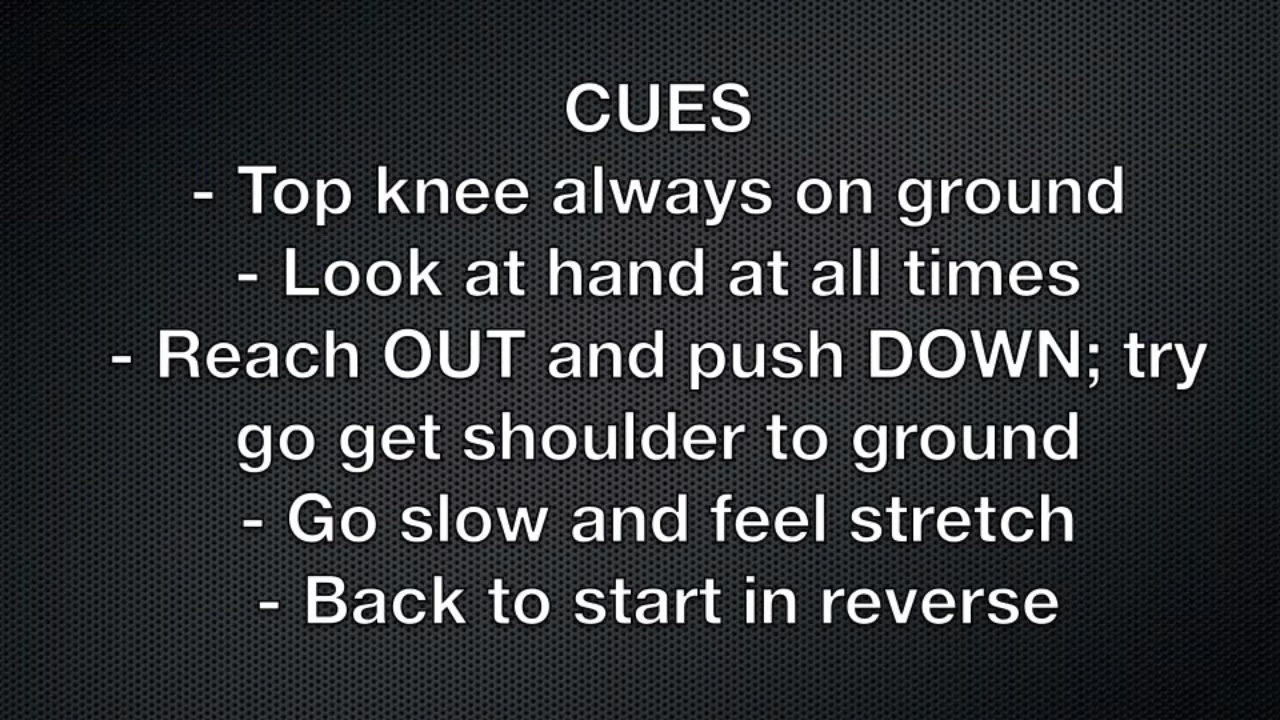 CUES
- Top knee always on ground
- Look at hand at all times
- Reach OUT and push DOWN; try
go get shoulder to ground
- Go slow and feel stretch
- Back to start in reverse